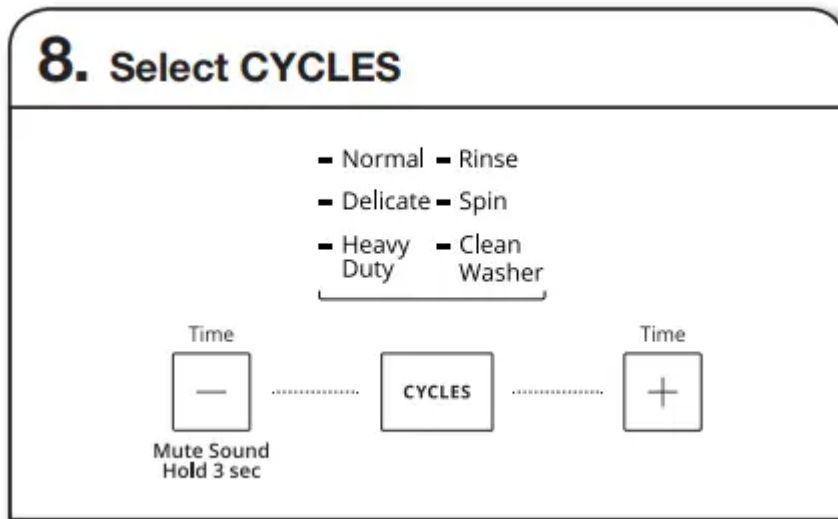 8. Select CYCLES
Normal
Rinse
Delicate
Spin
Heavy
Duty
Clean
Washer
Time
Time
—
CYCLES
+
Mute Sound
Hold 3 sec